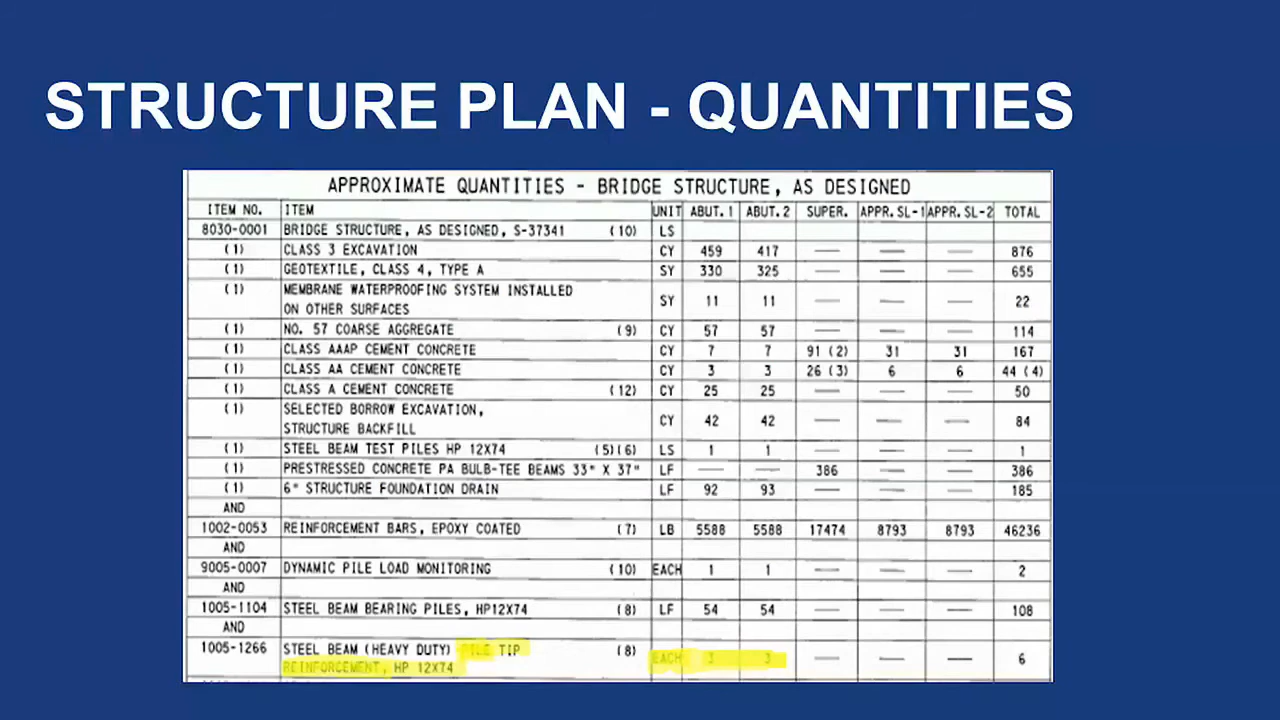 STRUCTURE PLAN - QUANTITIES
APPROXIMATE QUANTITIES - BRIDGE STRUCTURE, AS DESIGNED
ITEM NO. ITEM UNIT ABUT. 1 ABUT. 2 SUPER. APPR. SL-1 APPR. SL-2 TOTAL
8030-0001 BRIDGE STRUCTURE, AS DESIGNED, S-37341 (10) LS
(1) CLASS 3 EXCAVATION CY 459 417 — — — 876
(1) GEOTEXTILE, CLASS 4, TYPE A SY 330 325 — — — 655
(1) MEMBRANE WATERPROOFING SYSTEM INSTALLED
ON OTHER SURFACES SY 11 11 — — — 22
(1) NO. 57 COARSE AGGREGATE (9) CY 57 57 — — — 114
(1) CLASS AAAP CEMENT CONCRETE CY 7 7 91 (2) 31 31 167
(1) CLASS AA CEMENT CONCRETE CY 3 3 26 (3) 6 6 44 (4)
(1) CLASS A CEMENT CONCRETE (12) CY 25 25 — — — 50
(1) SELECTED BORROW EXCAVATION,
STRUCTURE BACKFILL CY 42 42 — — — 84
(1) STEEL BEAM TEST PILES HP 12X74 (5)(6) LS 1 1 — — — 1
(1) PRESTRESSED CONCRETE PA BULB-TEE BEAMS 33" X 37" LF — — 386 — — 386
(1) 6" STRUCTURE FOUNDATION DRAIN LF 92 93 — — — 185
AND
1002-0053 REINFORCEMENT BARS, EPOXY COATED (7) LB 5588 5588 17474 8793 8793 46236
AND
9005-0007 DYNAMIC PILE LOAD MONITORING (10) EACH 1 1 — — — 2
AND
1005-1104 STEEL BEAM BEARING PILES, HP12X74 (8) LF 54 54 — — — 108
AND
1005-1266 STEEL BEAM (HEAVY DUTY) PILE TIP (8)
REINFORCEMENT, HP 12X74 EACH 3 3 — — — 6